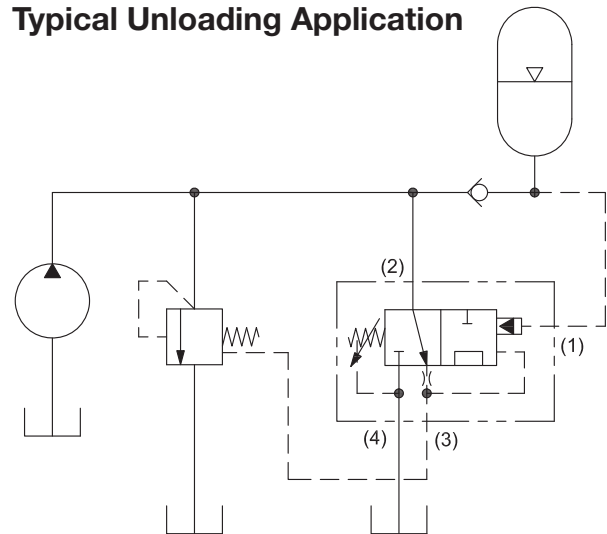 Typical Unloading Application
(2)
(1)
(4)
(3)